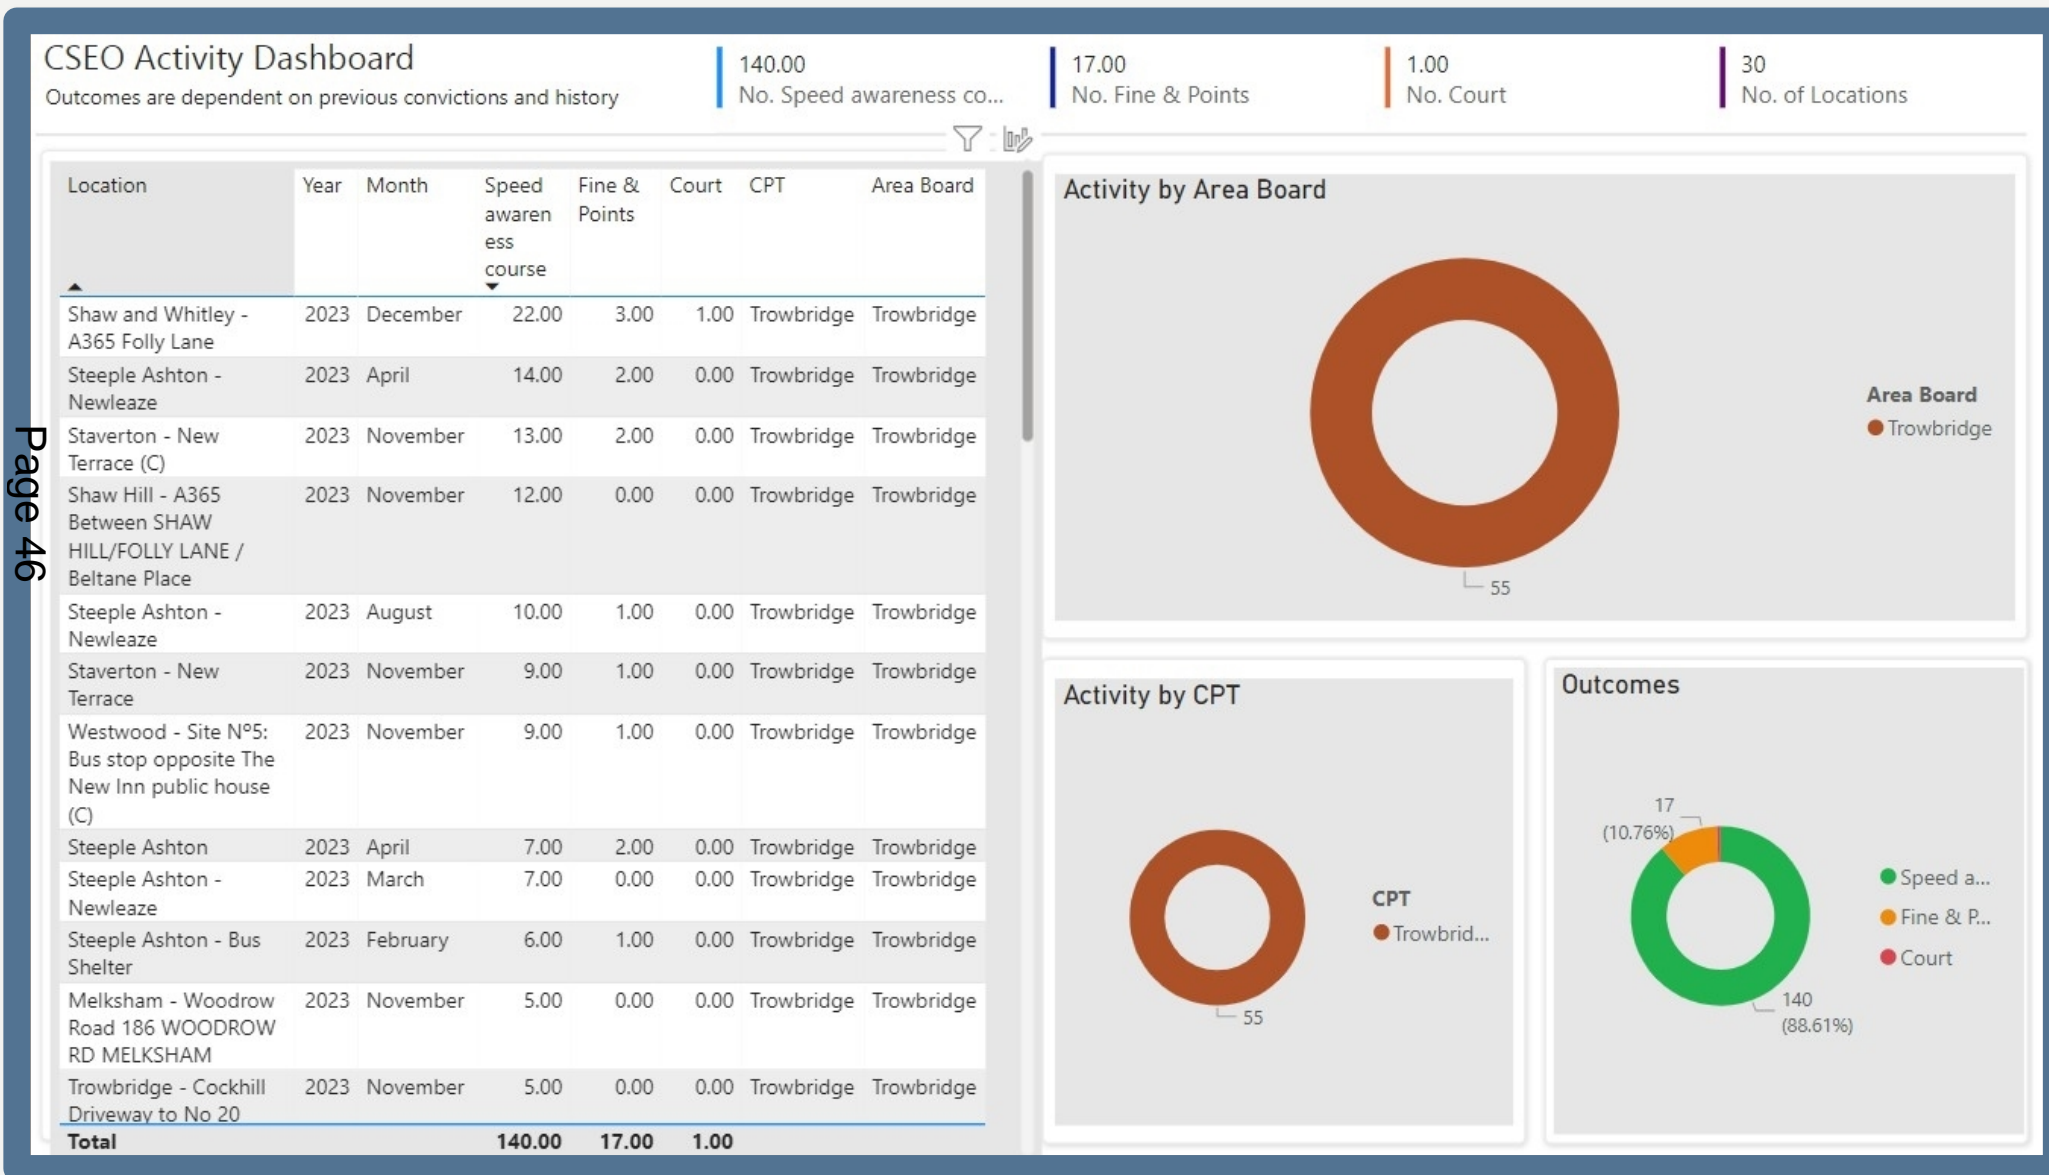 CSEO Activity Dashboard
Outcomes are dependent on previous convictions and history
140.00
No. Speed awareness co...
17.00
No. Fine & Points
1.00
No. Court
30
No. of Locations
Location Year Month Speed Fine & Court CPT Area Board
awaren Points
ess
course
Shaw and Whitley - 2023 December 22.00 3.00 1.00 Trowbridge Trowbridge
A365 Folly Lane
Steeple Ashton - 2023 April 14.00 2.00 0.00 Trowbridge Trowbridge
Newleaze
Staverton - New 2023 November 13.00 2.00 0.00 Trowbridge Trowbridge
Terrace (C)
Shaw Hill - A365 2023 November 12.00 0.00 0.00 Trowbridge Trowbridge
Between SHAW
HILL/FOLLY LANE /
Beltane Place
Steeple Ashton - 2023 August 10.00 1.00 0.00 Trowbridge Trowbridge
Newleaze
Staverton - New 2023 November 9.00 1.00 0.00 Trowbridge Trowbridge
Terrace
Westwood - Site Nº5: 2023 November 9.00 1.00 0.00 Trowbridge Trowbridge
Bus stop opposite The
New Inn public house
(C)
Steeple Ashton 2023 April 7.00 2.00 0.00 Trowbridge Trowbridge
Steeple Ashton - 2023 March 7.00 0.00 0.00 Trowbridge Trowbridge
Newleaze
Steeple Ashton - Bus 2023 February 6.00 1.00 0.00 Trowbridge Trowbridge
Shelter
Melksham - Woodrow 2023 November 5.00 0.00 0.00 Trowbridge Trowbridge
Road 186 WOODROW
RD MELKSHAM
Trowbridge - Cockhill 2023 November 5.00 0.00 0.00 Trowbridge Trowbridge
Driveway to No 20
Total 140.00 17.00 1.00
Activity by Area Board
55
Area Board
Trowbridge
Activity by CPT
55
CPT
Trowbrid...
Outcomes
17
(10.76%)
140
(88.61%)
Speed a...
Fine & P...
Court
Page 46